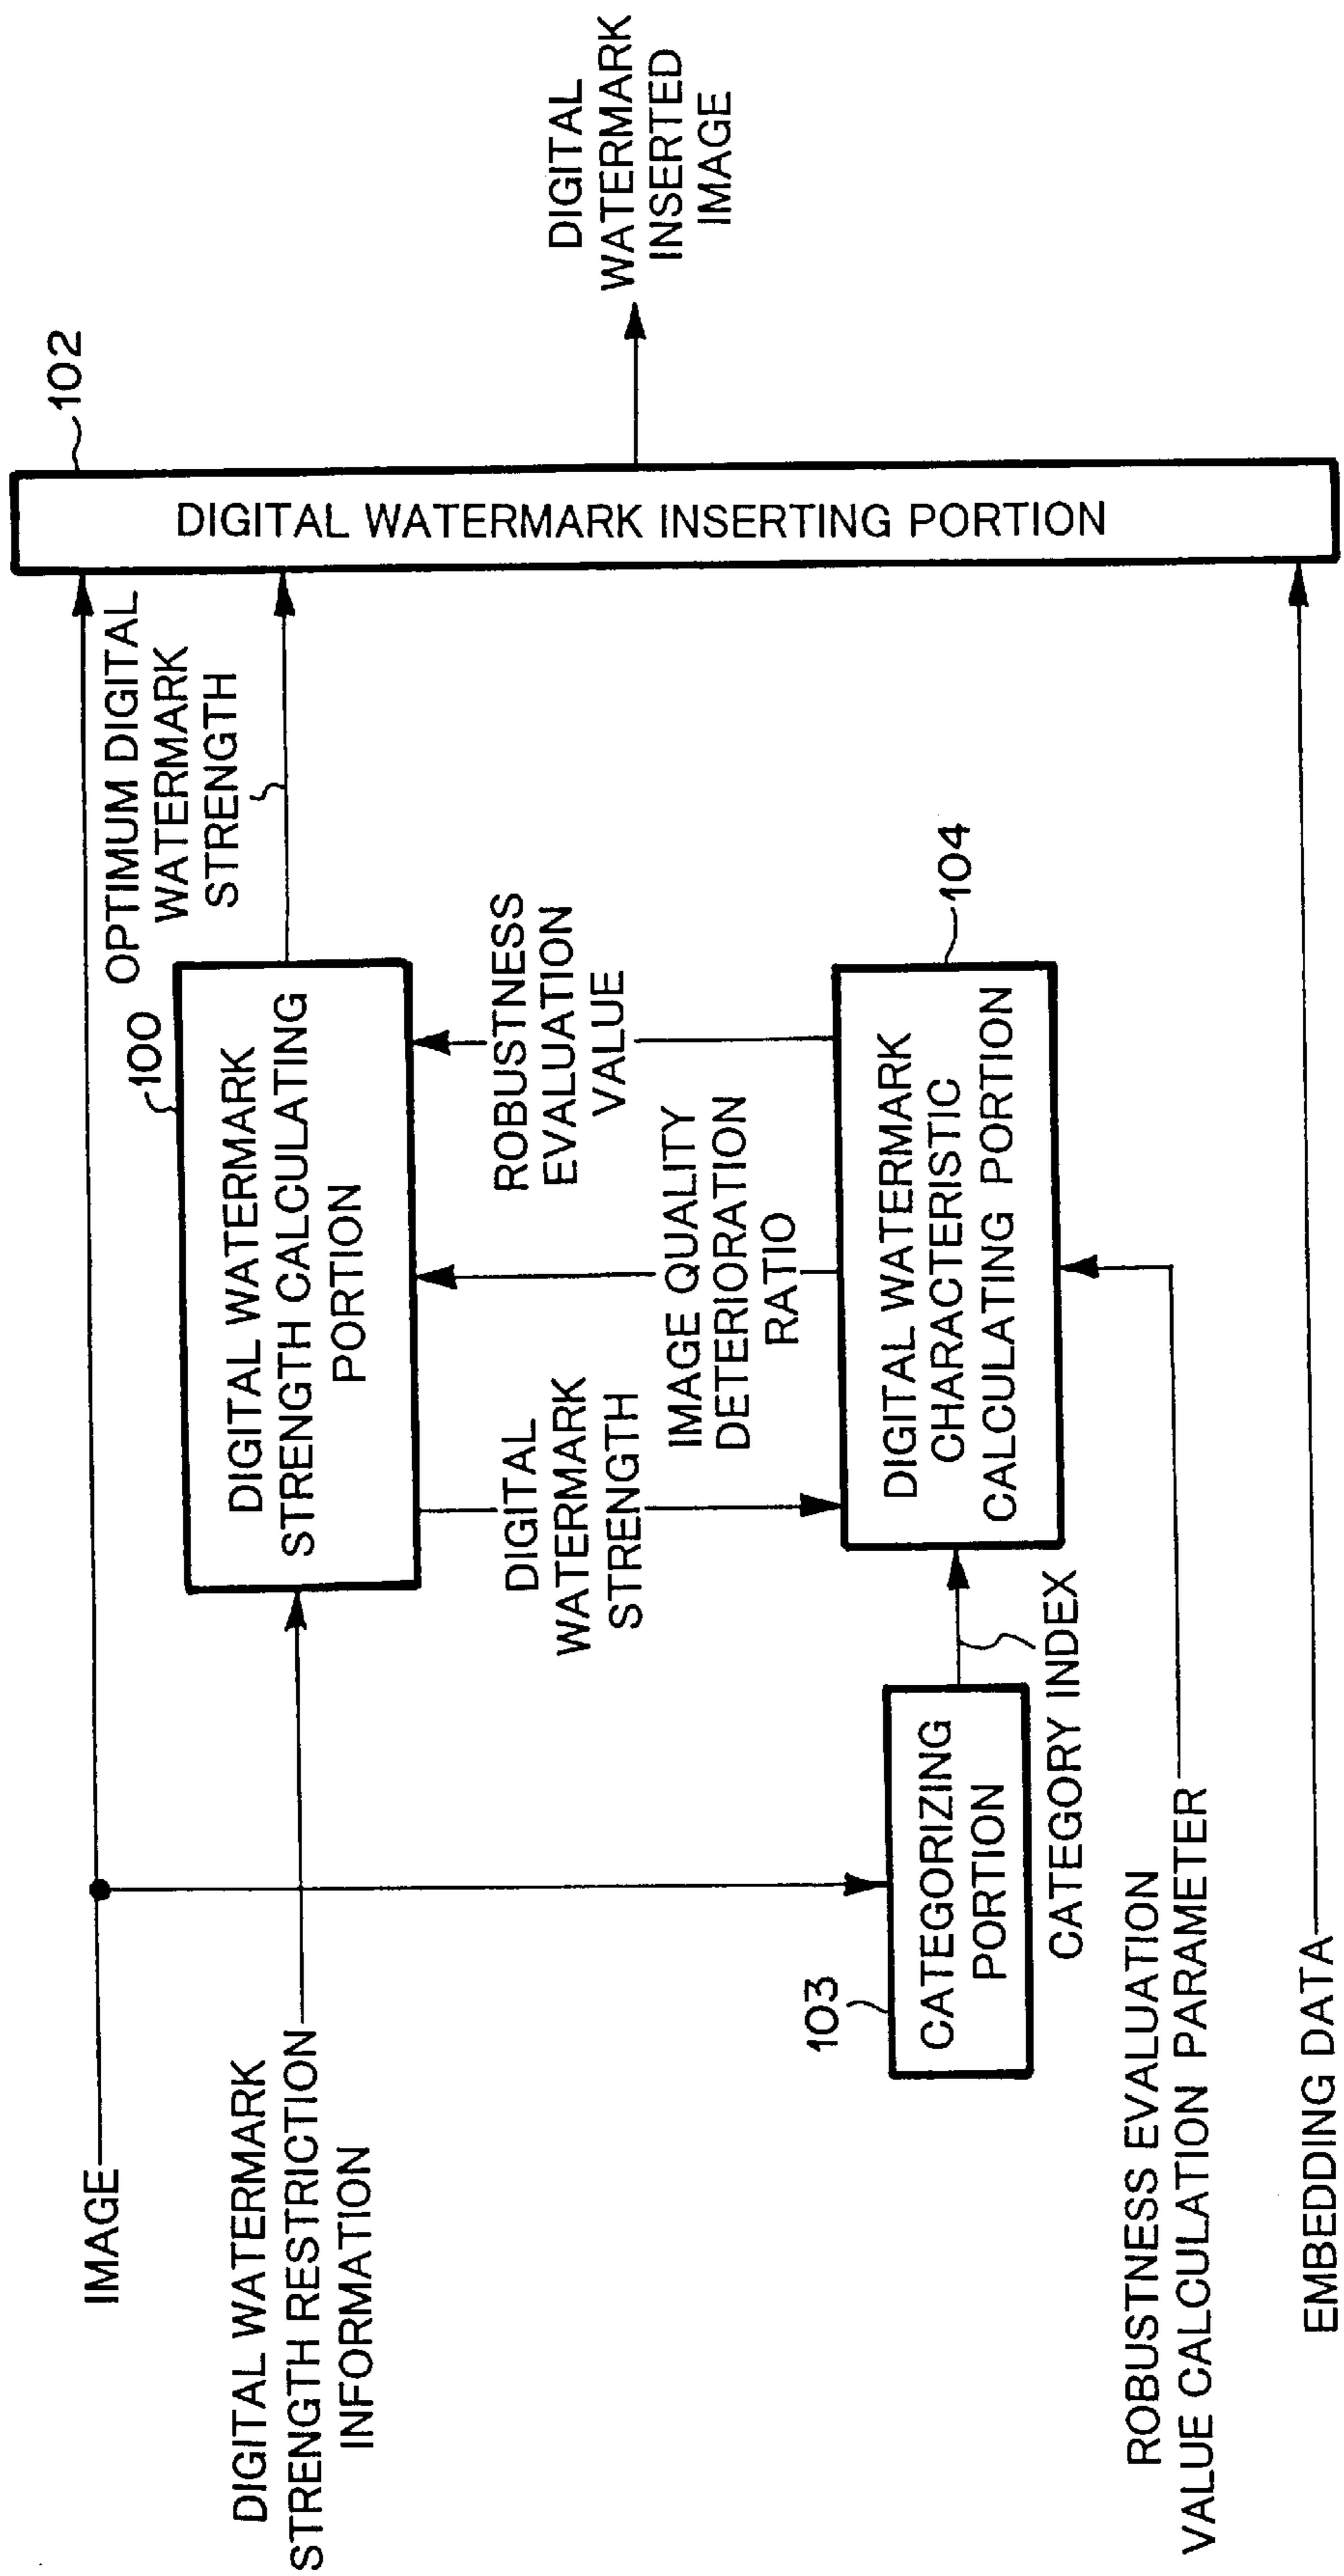 IMAGE
DIGITAL WATERMARK
STRENGTH RESTRICTION
INFORMATION
100
DIGITAL WATERMARK
STRENGTH CALCULATING
PORTION
OPTIMUM DIGITAL
WATERMARK
STRENGTH
102
DIGITAL WATERMARK INSERTING PORTION
DIGITAL
WATERMARK
INSERTED
IMAGE
DIGITAL
WATERMARK
STRENGTH
IMAGE QUALITY
DETERIORATION
RATIO
ROBUSTNESS
EVALUATION
VALUE
103
CATEGORIZING
PORTION
CATEGORY INDEX
104
DIGITAL WATERMARK
CHARACTERISTIC
CALCULATING PORTION
ROBUSTNESS EVALUATION
VALUE CALCULATION PARAMETER
EMBEDDING DATA